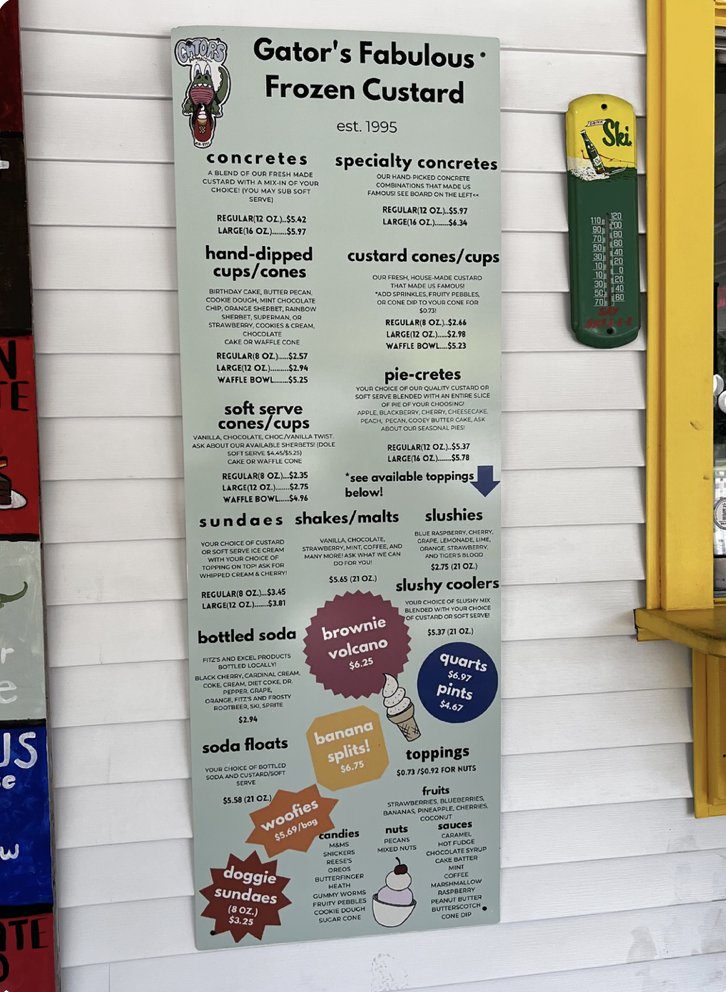 GATOR'S
Gator's Fabulous
Frozen Custard
est. 1995
concretes
A BLEND OF OUR FRESH MADE
CUSTARD WITH A MIX-IN OF YOUR
CHOICE! (YOU MAY SUB SOFT
SERVE)
REGULAR(12 OZ.)..$5.42
LARGE(16 OZ.).......$5.97
specialty concretes
OUR HAND-PICKED CONCRETE
COMBINATIONS THAT MADE US
FAMOUS! SEE BOARD ON THE LEFT<<
REGULAR(12 OZ.)..$5.97
LARGE(16 OZ.).......$6.34
hand-dipped
cups/cones
BIRTHDAY CAKE, BUTTER PECAN,
COOKIE DOUGH, MINT CHOCOLATE
CHIP, ORANGE SHERBET, RAINBOW
SHERBET, SUPERMAN, OR
STRAWBERRY, COOKIES & CREAM,
CHOCOLATE
CAKE OR WAFFLE CONE
REGULAR(8 OZ.)....$2.57
LARGE(12 OZ.).......$2.94
WAFFLE BOWL....$5.25
custard cones/cups
OUR FRESH, HOUSE-MADE CUSTARD
THAT MADE US FAMOUS!
*ADD SPRINKLES, FRUITY PEBBLES,
OR CONE DIP TO YOUR CONE FOR
$0.73!
REGULAR(8 OZ.)...$2.66
LARGE(12 OZ.).......$2.98
WAFFLE BOWL....$5.23
pie-cretes
YOUR CHOICE OF OUR QUALITY CUSTARD OR
SOFT SERVE BLENDED WITH AN ENTIRE SLICE
OF PIE OF YOUR CHOOSING!
APPLE, BLACKBERRY, CHERRY, CHEESECAKE,
PEACH, PECAN, GOOEY BUTTER CAKE, ASK
ABOUT OUR SEASONAL PIES!
REGULAR(12 OZ.)..$5.37
LARGE(16 OZ.).......$5.78
soft serve
cones/cups
VANILLA, CHOCOLATE, CHOC/VANILLA TWIST.
ASK ABOUT OUR AVAILABLE SHERBETS! (DOLE
SOFT SERVE $4.45/$5.25)
CAKE OR WAFFLE CONE
REGULAR(8 OZ.)...$2.35
LARGE(12 OZ.)......$2.75
WAFFLE BOWL....$4.96
*see available toppings
below!
sundaes
YOUR CHOICE OF CUSTARD
OR SOFT SERVE ICE CREAM
WITH YOUR CHOICE OF
TOPPING ON TOP! ASK FOR
WHIPPED CREAM & CHERRY!
REGULAR(8 OZ.)...$3.45
LARGE(12 OZ.)......$3.81
shakes/malts
VANILLA, CHOCOLATE,
STRAWBERRY, MINT, COFFEE, AND
MANY MORE! ASK WHAT WE CAN
DO FOR YOU!
$5.65 (21 OZ.)
slushies
BLUE RASPBERRY, CHERRY,
GRAPE, LEMONADE, LIME,
ORANGE, STRAWBERRY,
AND TIGER'S BLOOD
$2.75 (21 OZ.)
slushy coolers
YOUR CHOICE OF SLUSHY MIX
BLENDED WITH YOUR CHOICE
OF CUSTARD OR SOFT SERVE!
$5.37 (21 OZ.)
brownie
volcano
$6.25
bottled soda
FITZ'S AND EXCEL PRODUCTS
BOTTLED LOCALLY!
BLACK CHERRY, CARDINAL CREAM,
COKE, CREAM, DIET COKE, DR.
PEPPER, GRAPE,
ORANGE, FITZ'S AND FROSTY
ROOTBEER, SKI, SPRITE
$2.94
quarts
$6.97
pints
$4.67
banana
splits!
$6.75
soda floats
YOUR CHOICE OF BOTTLED
SODA AND CUSTARD/SOFT
SERVE
$5.58 (21 OZ.)
toppings
$0.73 /$0.92 FOR NUTS
fruits
STRAWBERRIES, BLUEBERRIES,
BANANAS, PINEAPPLE, CHERRIES,
COCONUT
woofies
$5.69/bag
candies
M&MS
SNICKERS
REESE'S
OREOS
BUTTERFINGER
HEATH
GUMMY WORMS
FRUITY PEBBLES
COOKIE DOUGH
SUGAR CONE
nuts
PECANS
MIXED NUTS
sauces
CARAMEL
HOT FUDGE
CHOCOLATE SYRUP
CAKE BATTER
MINT
COFFEE
MARSHMALLOW
RASPBERRY
PEANUT BUTTER
BUTTERSCOTCH
CONE DIP
doggie
sundaes
(8 OZ.)
$3.25
Ski